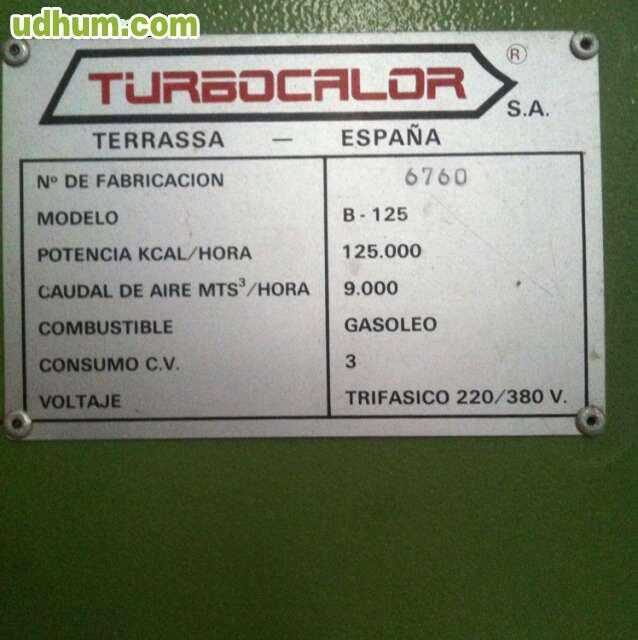 udhum.com
TURBOCALOR ®
S.A.
TERRASSA — ESPAÑA
Nº DE FABRICACION 6760
MODELO B - 125
POTENCIA KCAL/HORA 125.000
CAUDAL DE AIRE MTS³/HORA 9.000
COMBUSTIBLE GASOLEO
CONSUMO C.V. 3
VOLTAJE TRIFASICO 220/380 V.